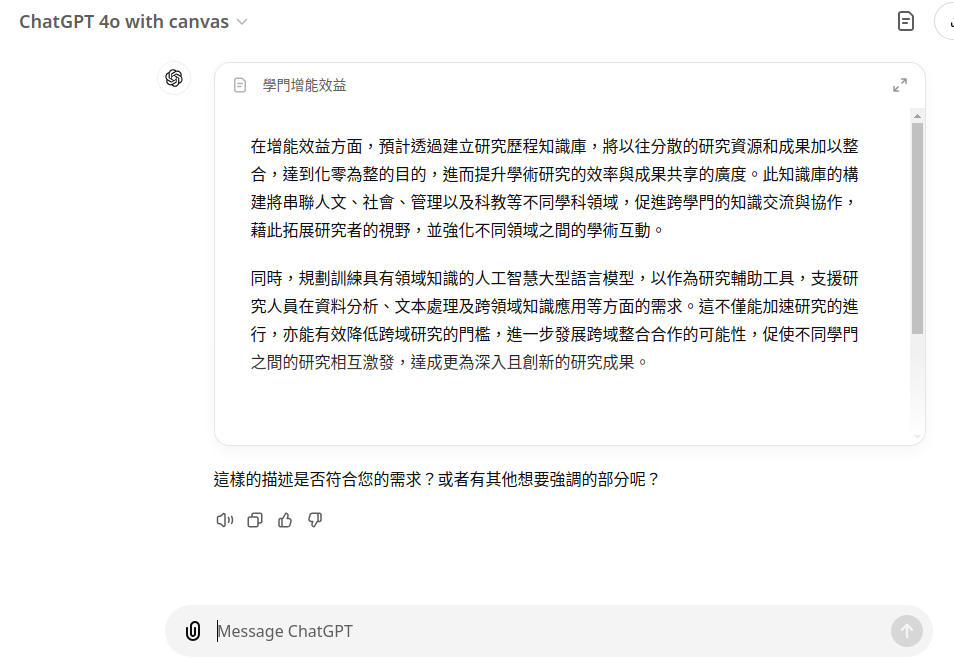 ChatGPT 4o with canvas
學門增能效益
在增能效益方面，預計透過建立研究歷程知識庫，將以往分散的研究資源和成果加以整
合，達到化零為整的目的，進而提升學術研究的效率與成果共享的廣度。此知識庫的構
建將串聯人文、社會、管理以及科教等不同學科領域，促進跨學門的知識交流與協作，
藉此拓展研究者的視野，並強化不同領域之間的學術互動。
同時，規劃訓練具有領域知識的人工智慧大型語言模型，以作為研究輔助工具，支援研
究人員在資料分析、文本處理及跨領域知識應用等方面的需求。這不僅能加速研究的進
行，亦能有效降低跨域研究的門檻，進一步發展跨域整合合作的可能性，促使不同學門
之間的研究相互激發，達成更為深入且創新的研究成果。
這樣的描述是否符合您的需求？或者有其他想要強調的部分呢？
Message ChatGPT